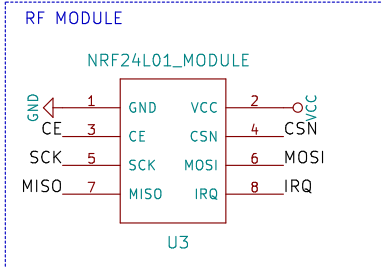 RF MODULE
NRF24L01_MODULE
GND 1 GND VCC 2 VCC
CE 3 CE CSN 4 CSN
SCK 5 SCK MOSI 6 MOSI
MISO 7 MISO IRQ 8 IRQ
U3